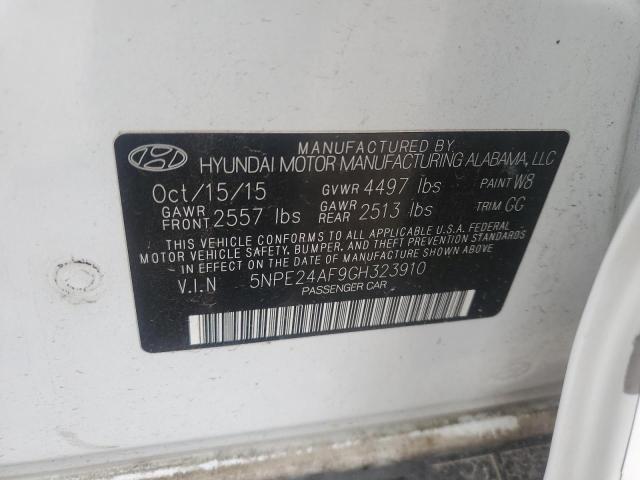 MANUFACTURED BY
HYUNDAI MOTOR MANUFACTURING ALABAMA, LLC
Oct/15/15 GVWR 4497 lbs PAINT W8
GAWR FRONT 2557 lbs GAWR REAR 2513 lbs TRIM GG
THIS VEHICLE CONFORMS TO ALL APPLICABLE U.S.A. FEDERAL
MOTOR VEHICLE SAFETY, BUMPER, AND THEFT PREVENTION STANDARDS
IN EFFECT ON THE DATE OF MANUFACTURE SHOWN ABOVE.
V.I.N 5NPE24AF9GH323910
PASSENGER CAR